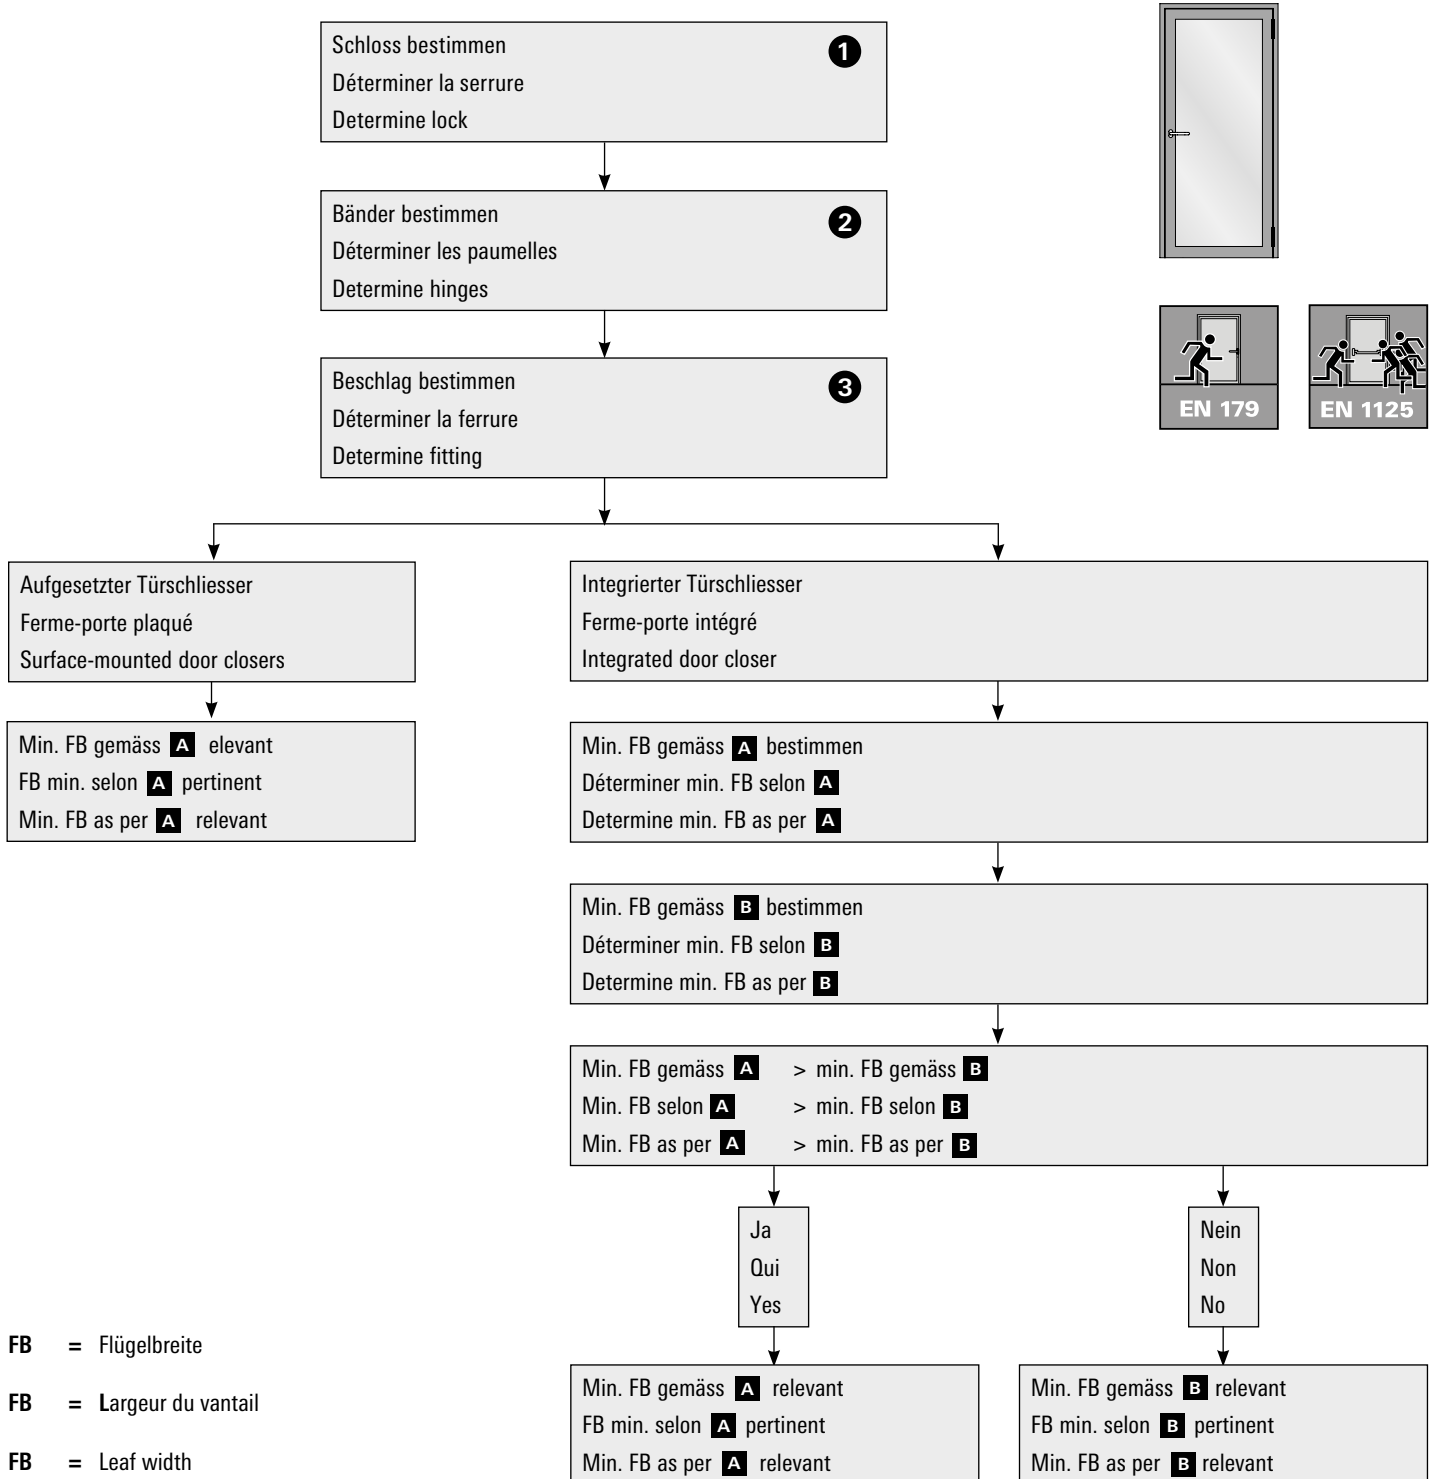 Schloss bestimmen
1
Déterminer la serrure
Determine lock
Bänder bestimmen
2
Déterminer les paumelles
Determine hinges
Beschlag bestimmen
3
Déterminer la ferrure
Determine fitting
EN 179
EN 1125
Aufgesetzter Türschliesser
Ferme-porte plaqué
Surface-mounted door closers
Integrierter Türschliesser
Ferme-porte intégré
Integrated door closer
Min. FB gemäss A elevant
FB min. selon A pertinent
Min. FB as per A relevant
Min. FB gemäss A bestimmen
Déterminer min. FB selon A
Determine min. FB as per A
Min. FB gemäss B bestimmen
Déterminer min. FB selon B
Determine min. FB as per B
Min. FB gemäss A > min. FB gemäss B
Min. FB selon A > min. FB selon B
Min. FB as per A > min. FB as per B
Ja
Qui
Yes
Nein
Non
No
Min. FB gemäss A relevant
FB min. selon A pertinent
Min. FB as per A relevant
Min. FB gemäss B relevant
FB min. selon B pertinent
Min. FB as per B relevant
FB = Flügelbreite
FB = Largeur du vantail
FB = Leaf width